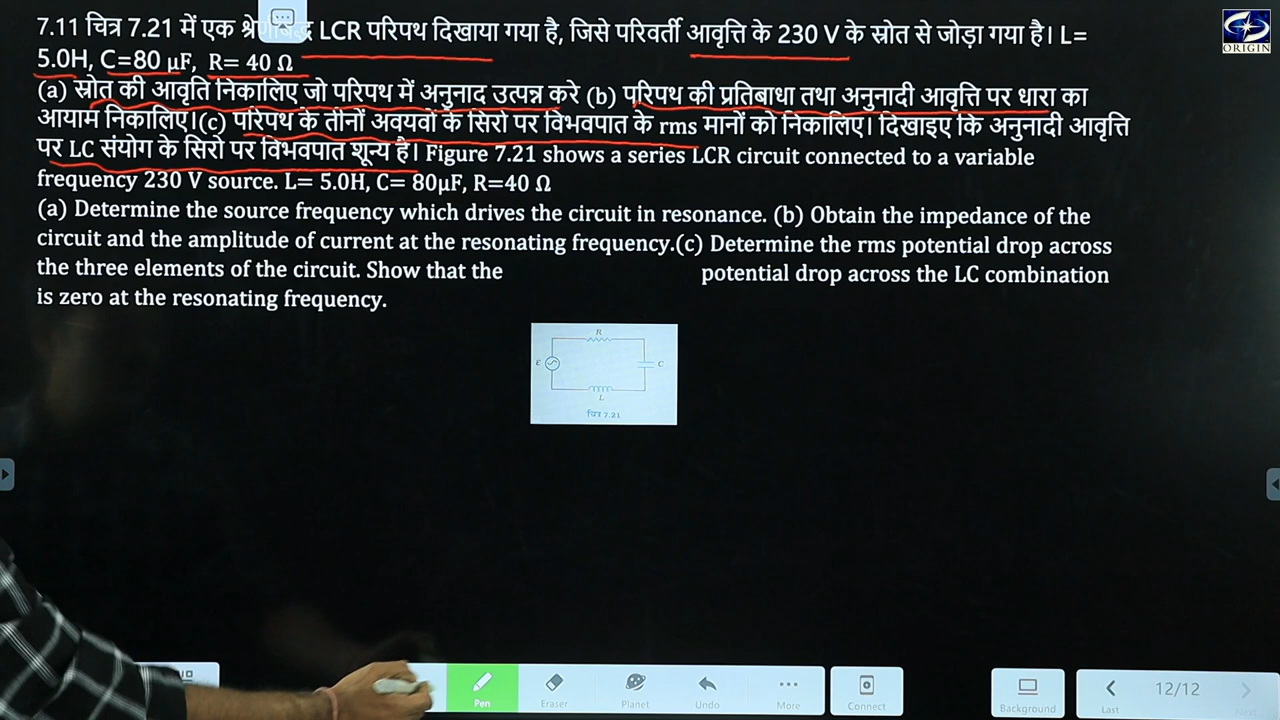 7.11 चित्र 7.21 में एक LCR परिपथ दिखाया गया है, जिसे परिवर्ती आवृत्ति के 230 V के स्रोत से जोड़ा गया है। L=
5.0H, C=80 μF, R= 40 Ω
(a) स्रोत की आवृति निकालिए जो परिपथ में अनुनाद उत्पन्न करे (b) परिपथ की प्रतिबाधा तथा अनुनादी आवृत्ति पर धारा का
आयाम निकालिए।(c) परिपथ के तीनों अवयवों के सिरों पर विभवपात के rms मानों को निकालिए। दिखाइए कि अनुनादी आवृत्ति
पर LC संयोग के सिरों पर विभवपात शून्य है। Figure 7.21 shows a series LCR circuit connected to a variable
frequency 230 V source. L= 5.0H, C= 80μF, R=40 Ω
(a) Determine the source frequency which drives the circuit in resonance. (b) Obtain the impedance of the
circuit and the amplitude of current at the resonating frequency.(c) Determine the rms potential drop across
the three elements of the circuit. Show that the potential drop across the LC combination
is zero at the resonating frequency.
R
ε
C
L
चित्र 7.21
Pen
Eraser
Planet
Undo
More
Connect
Background
Last
12/12
Next
ORIGIN